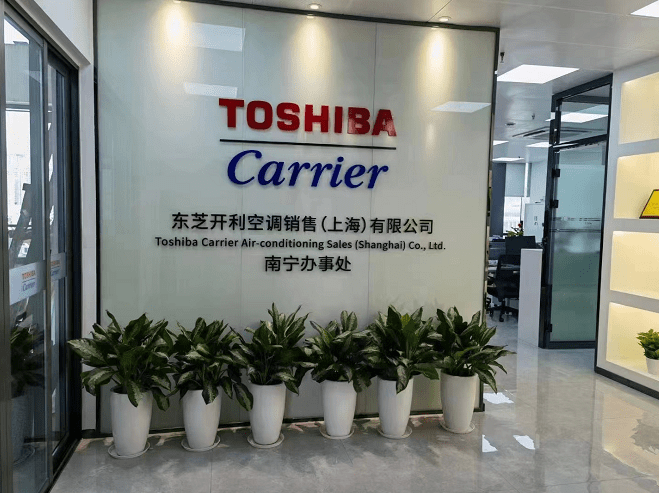 TOSHIBA
Carrier
东芝开利空调销售（上海）有限公司
Toshiba Carrier Air-conditioning Sales (Shanghai) Co., Ltd.
南宁办事处
TOSHIBA
Carrier